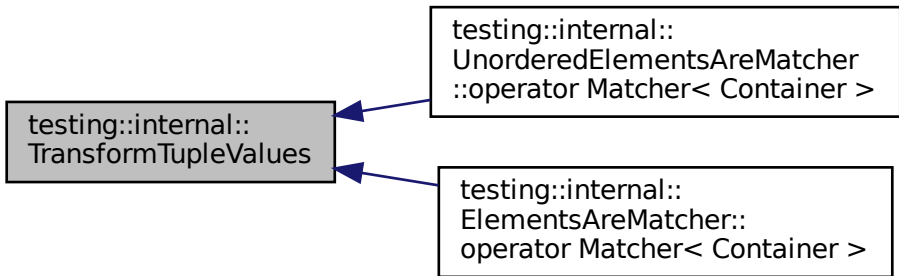 testing::internal::
TransformTupleValues
testing::internal::
UnorderedElementsAreMatcher
::operator Matcher< Container >
testing::internal::
ElementsAreMatcher::
operator Matcher< Container >